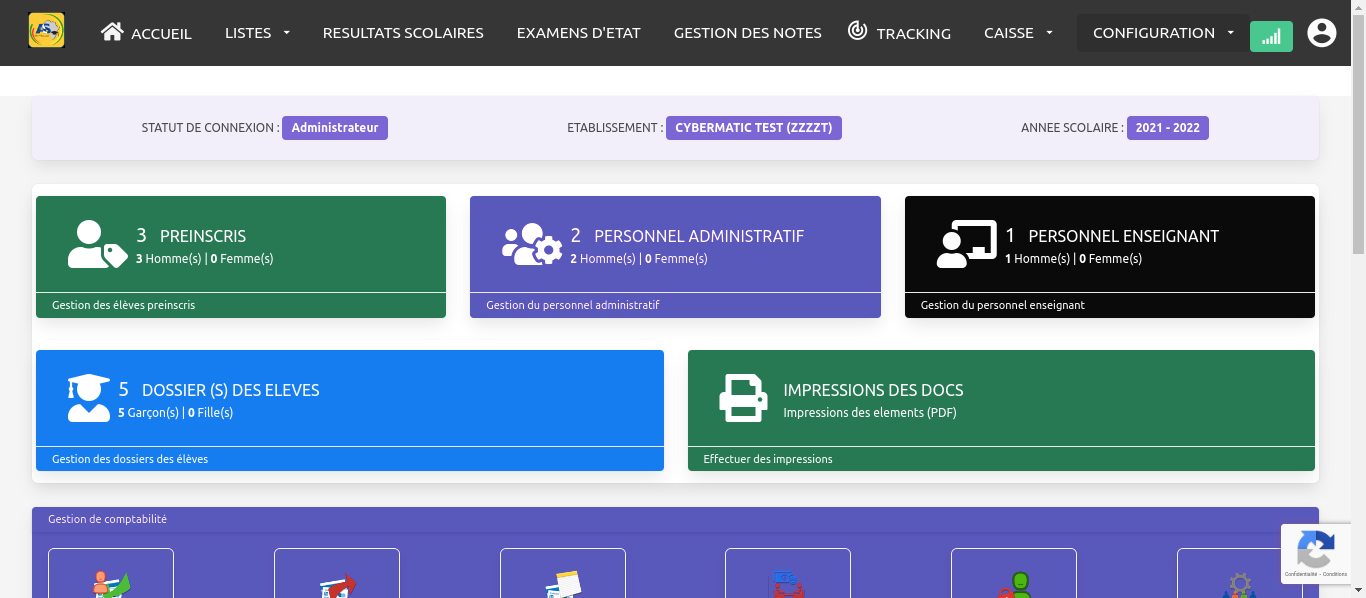 ACCUEIL LISTES RESULTATS SCOLAIRES EXAMENS D'ETAT GESTION DES NOTES TRACKING CAISSE CONFIGURATION
STATUT DE CONNEXION : Administrateur ETABLISSEMENT : CYBERMATIC TEST (ZZZZT) ANNEE SCOLAIRE : 2021 - 2022
3 PREINSCRIS
3 Homme(s) | 0 Femme(s)
Gestion des élèves preinscris
2 PERSONNEL ADMINISTRATIF
2 Homme(s) | 0 Femme(s)
Gestion du personnel administratif
1 PERSONNEL ENSEIGNANT
1 Homme(s) | 0 Femme(s)
Gestion du personnel enseignant
5 DOSSIER (S) DES ELEVES
5 Garçon(s) | 0 Fille(s)
Gestion des dossiers des élèves
IMPRESSIONS DES DOCS
Impressions des elements (PDF)
Effectuer des impressions
Gestion de comptabilité
Confidentialité - Conditions